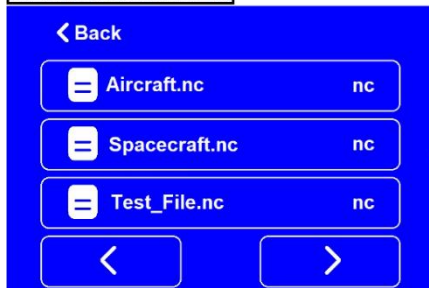 Back
Aircraft.nc nc
Spacecraft.nc nc
Test_File.nc nc